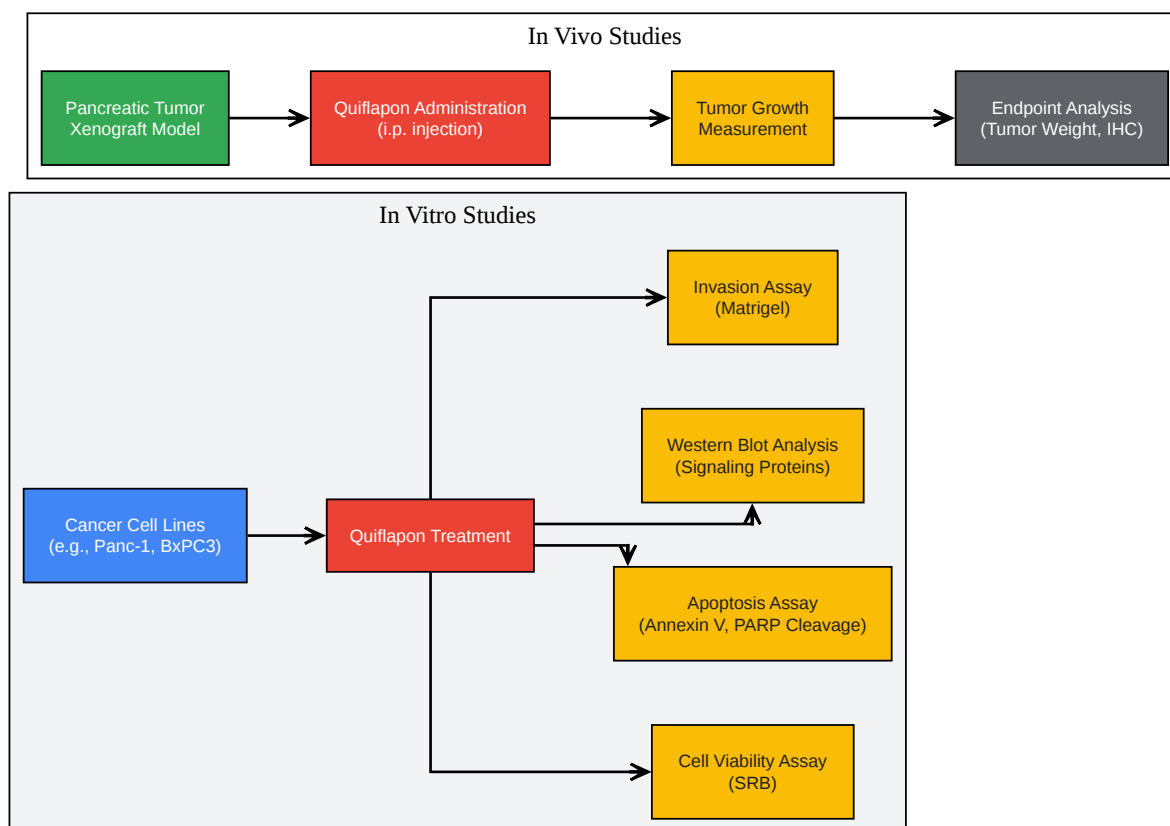 In Vivo Studies
Pancreatic Tumor
Xenograft Model
Quiflapon Administration
(i.p. injection)
Tumor Growth
Measurement
Endpoint Analysis
(Tumor Weight, IHC)
In Vitro Studies
Invasion Assay
(Matrigel)
Western Blot Analysis
(Signaling Proteins)
Cancer Cell Lines
(e.g., Panc-1, BxPC3)
Quiflapon Treatment
Apoptosis Assay
(Annexin V, PARP Cleavage)
Cell Viability Assay
(SRB)